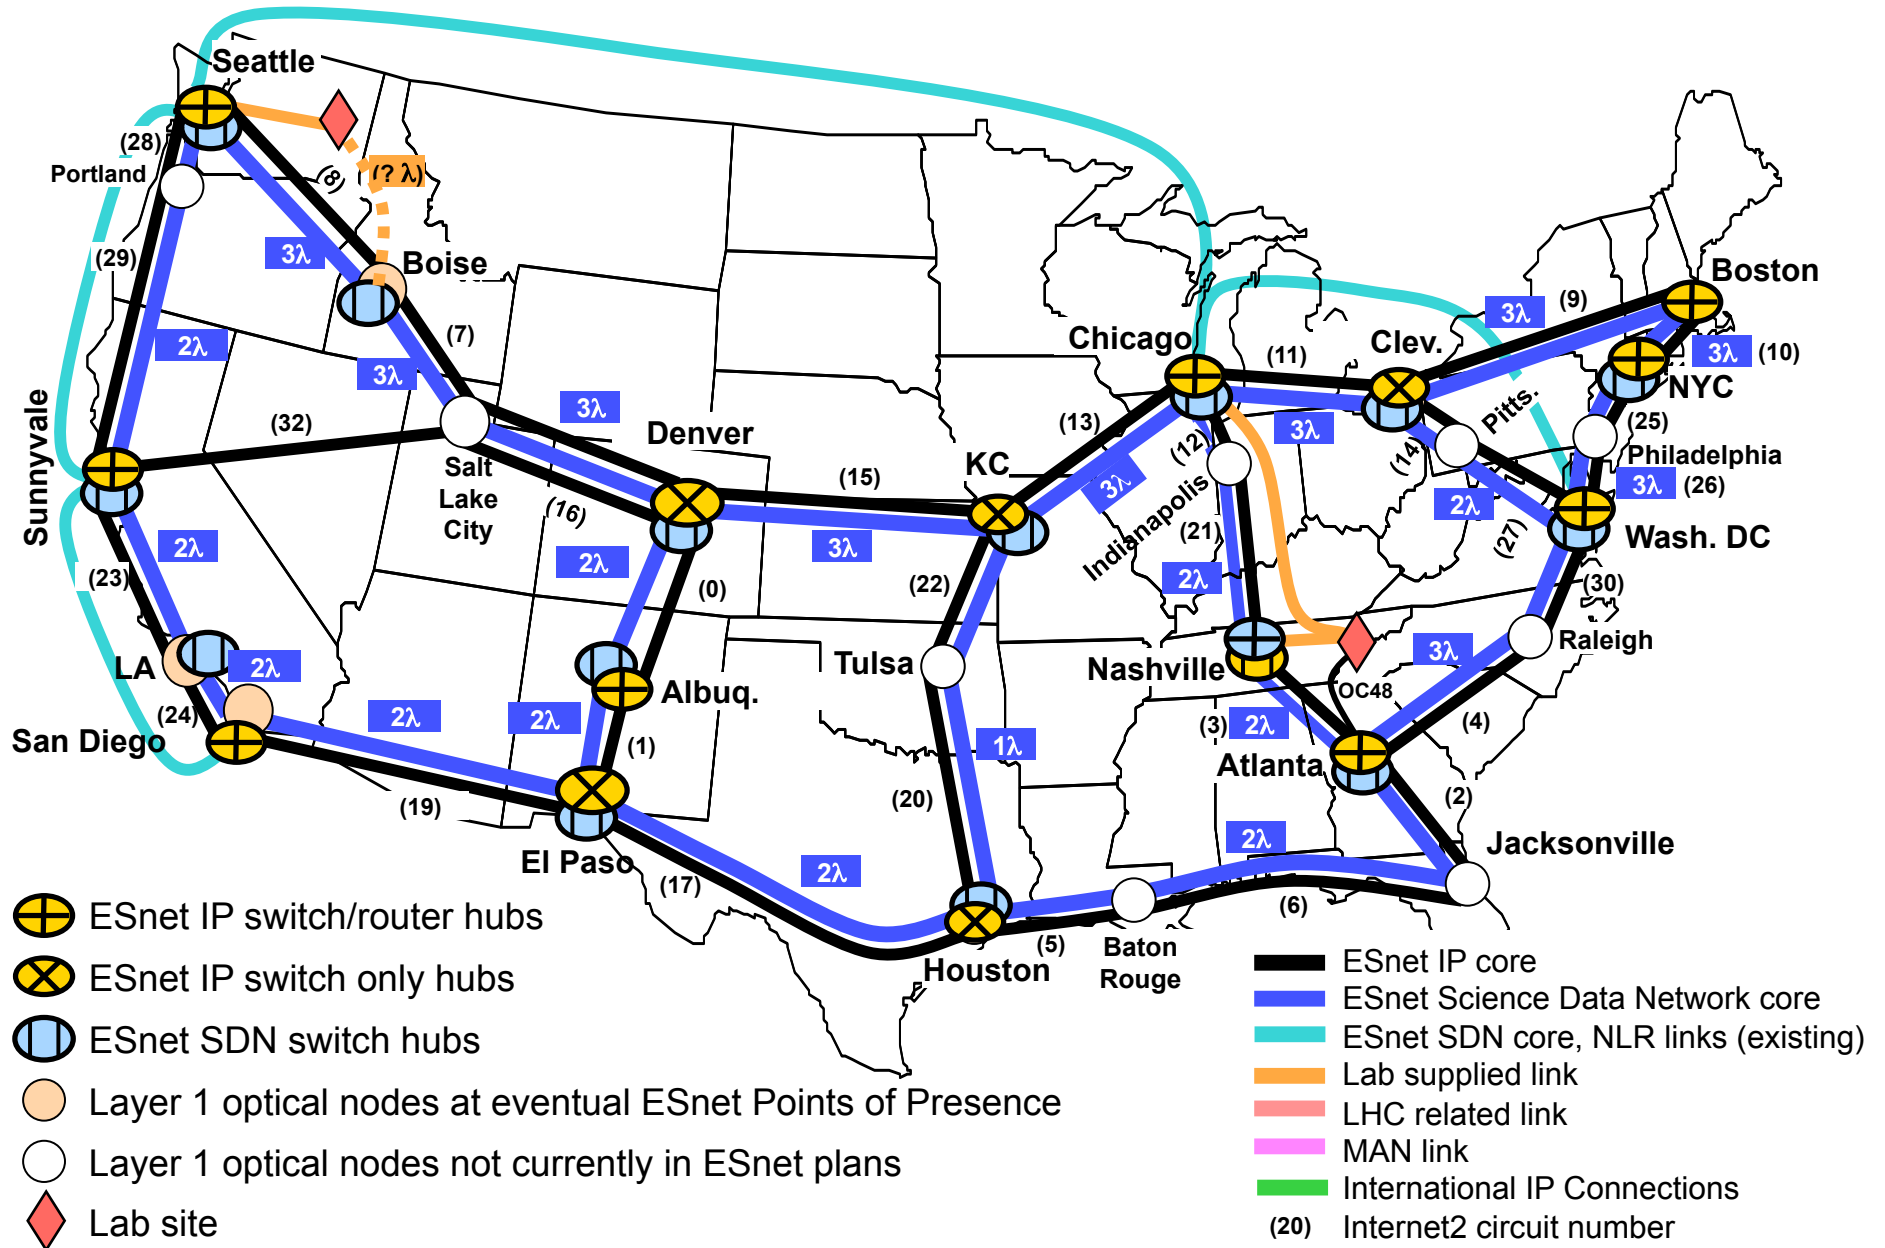 Seattle
(28)
Portland
(8)
(? λ)
(29)
3λ
Boise
2λ
(7)
3λ
Sunnyvale
(32)
3λ
Salt
Lake
City
Denver
(16)
(15)
3λ
KC
(13)
3λ
Chicago
(11)
Clev.
3λ
(9)
Boston
3λ
(10)
NYC
Pitts.
(25)
Philadelphia
3λ
(26)
(14)
2λ
(27)
Wash. DC
(12)
Indianapolis
(21)
2λ
(30)
Raleigh
3λ
(4)
Nashville
OC48
(3)
2λ
Atlanta
(2)
Jacksonville
2λ
(6)
Baton
Rouge
(5)
Houston
(22)
Tulsa
1λ
(20)
2λ
(0)
Albuq.
2λ
(1)
El Paso
(17)
2λ
2λ
(19)
2λ
(23)
LA
2λ
(24)
San Diego
ESnet IP switch/router hubs
ESnet IP switch only hubs
ESnet SDN switch hubs
Layer 1 optical nodes at eventual ESnet Points of Presence
Layer 1 optical nodes not currently in ESnet plans
Lab site
ESnet IP core
ESnet Science Data Network core
ESnet SDN core, NLR links (existing)
Lab supplied link
LHC related link
MAN link
International IP Connections
(20) Internet2 circuit number